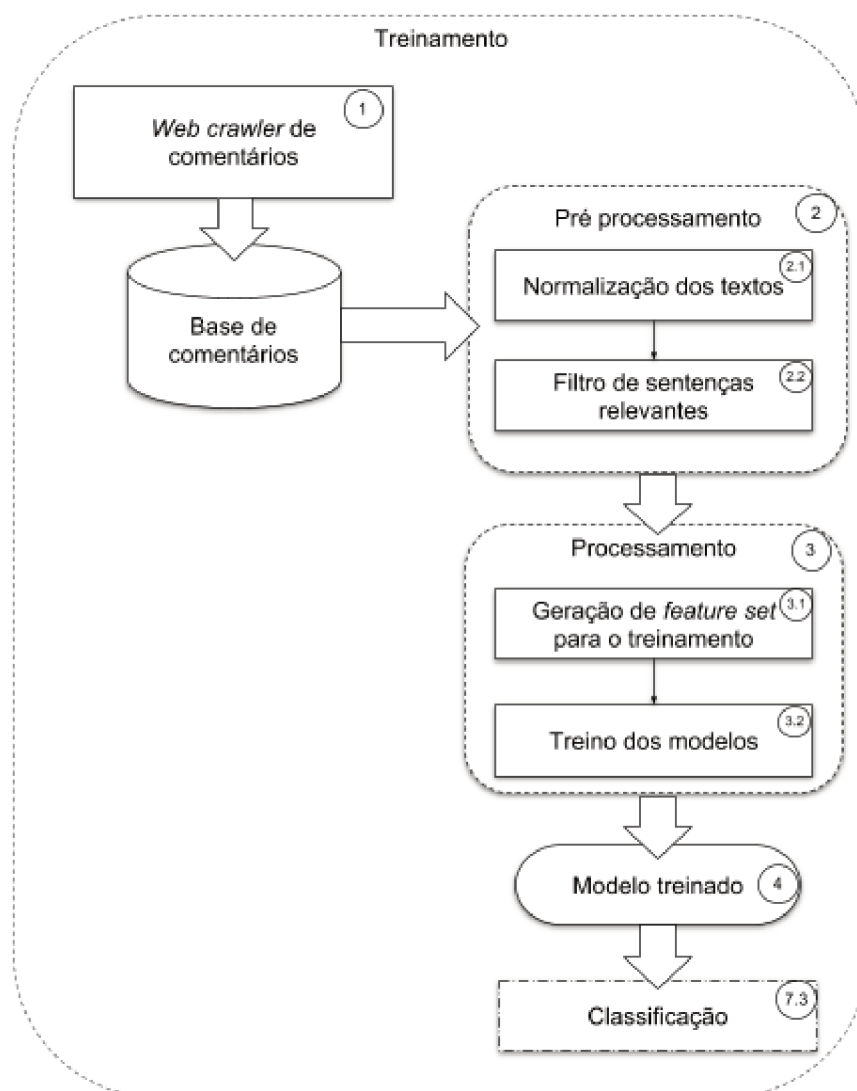 Treinamento
1
Web crawler de
comentários
Base de
comentários
Pré processamento
2
2.1
Normalização dos textos
2.2
Filtro de sentenças
relevantes
Processamento
3
3.1
Geração de feature set
para o treinamento
3.2
Treino dos modelos
Modelo treinado
4
7.3
Classificação